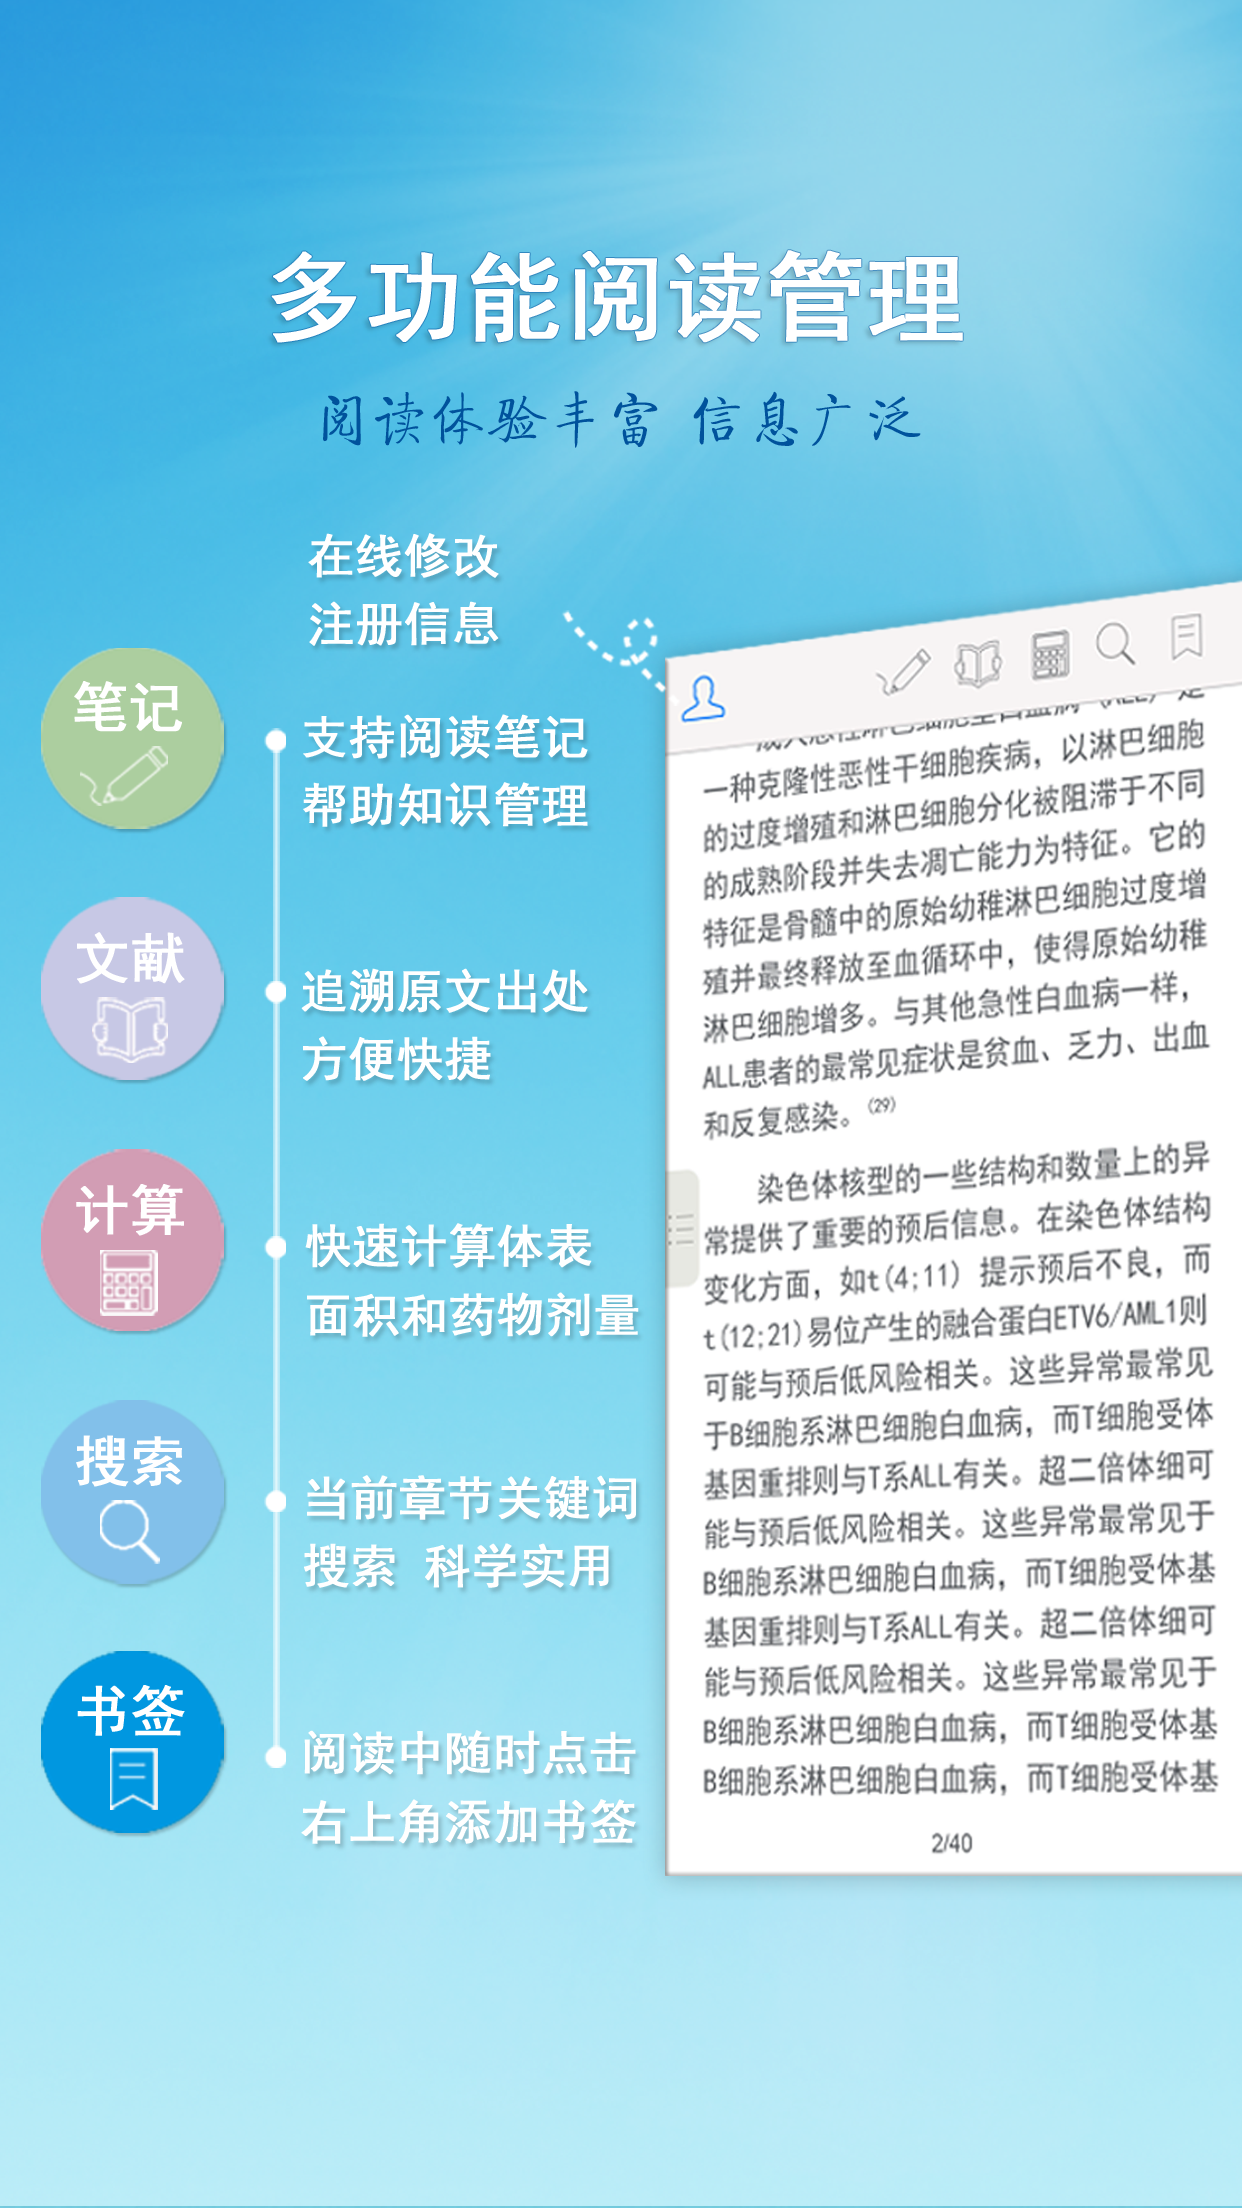 多功能阅读管理
阅读体验丰富 信息广泛
在线修改
注册信息
笔记
支持阅读笔记
帮助知识管理
文献
追溯原文出处
方便快捷
计算
快速计算体表
面积和药物剂量
搜索
当前章节关键词
搜索 科学实用
书签
阅读中随时点击
右上角添加书签
成人急性淋巴细胞型白血病（ALL）是
一种克隆性恶性干细胞疾病，以淋巴细胞
的过度增殖和淋巴细胞分化被阻滞于不同
的成熟阶段并失去凋亡能力为特征。它的
特征是骨髓中的原始幼稚淋巴细胞过度增
殖并最终释放至血循环中，使得原始幼稚
淋巴细胞增多。与其他急性白血病一样，
ALL患者的最常见症状是贫血、乏力、出血
和反复感染。(29)
染色体核型的一些结构和数量上的异
常提供了重要的预后信息。在染色体结构
变化方面，如t(4;11) 提示预后不良，而
t(12;21)易位产生的融合蛋白ETV6/AML1则
可能与预后低风险相关。这些异常最常见
于B细胞系淋巴细胞白血病，而T细胞受体
基因重排则与T系ALL有关。超二倍体细可
能与预后低风险相关。这些异常最常见于
B细胞系淋巴细胞白血病，而T细胞受体基
基因重排则与T系ALL有关。超二倍体细可
能与预后低风险相关。这些异常最常见于
B细胞系淋巴细胞白血病，而T细胞受体基
B细胞系淋巴细胞白血病，而T细胞受体基
2/40